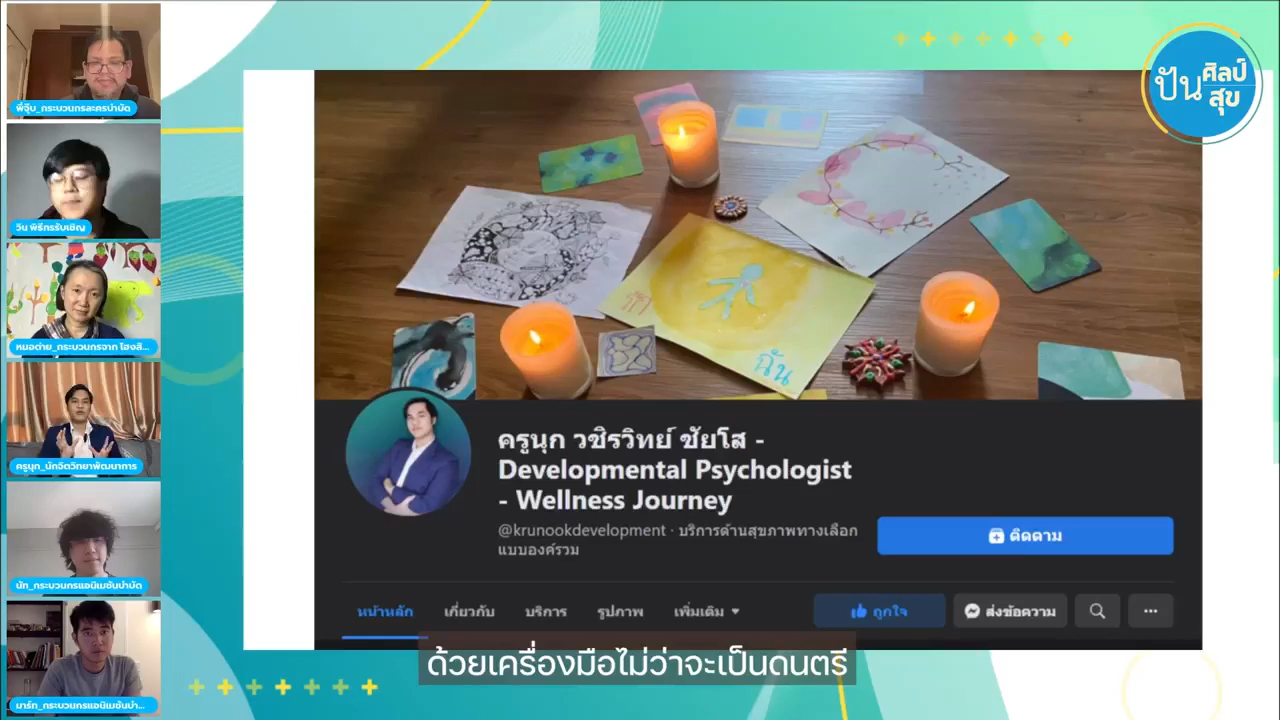 พี่จุ๊บ_กระบวนกรละครบำบัด
วิน พิธีกรรับเชิญ
หมอต่าย_กระบวนกรจาก โฮงสิ...
ครูนุก_นักจิตวิทยาพัฒนาการ
นัท_กระบวนกรแอนิเมชันบำบัด
มาร์ท_กระบวนกรแอนิเมชันบำ...
ปันศิลป์สุข
ฉัน
ครูนุก วชิรวิทย์ ชัยโส -
Developmental Psychologist
- Wellness Journey
@krunookdevelopment · บริการด้านสุขภาพทางเลือก
แบบองค์รวม
ติดตาม
หน้าหลัก เกี่ยวกับ บริการ รูปภาพ เพิ่มเติม
ถูกใจ ส่งข้อความ
ด้วยเครื่องมือไม่ว่าจะเป็นดนตรี